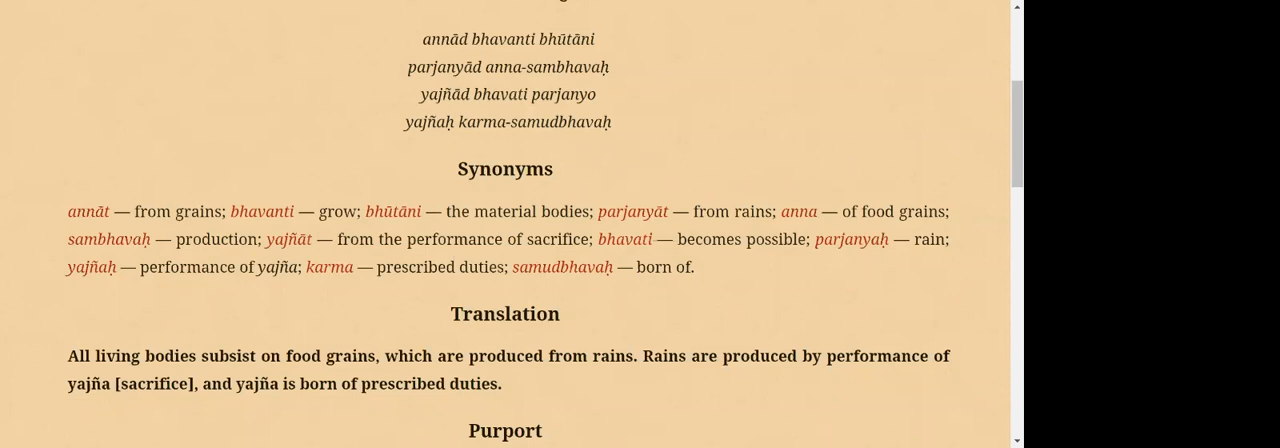 annād bhavanti bhūtāni
parjanyād anna-sambhavaḥ
yajñād bhavati parjanyo
yajñaḥ karma-samudbhavaḥ
Synonyms
annāt — from grains; bhavanti — grow; bhūtāni — the material bodies; parjanyāt — from rains; anna — of food grains;
sambhavaḥ — production; yajñāt — from the performance of sacrifice; bhavati — becomes possible; parjanyaḥ — rain;
yajñaḥ — performance of yajña; karma — prescribed duties; samudbhavaḥ — born of.
Translation
All living bodies subsist on food grains, which are produced from rains. Rains are produced by performance of
yajña [sacrifice], and yajña is born of prescribed duties.
Purport